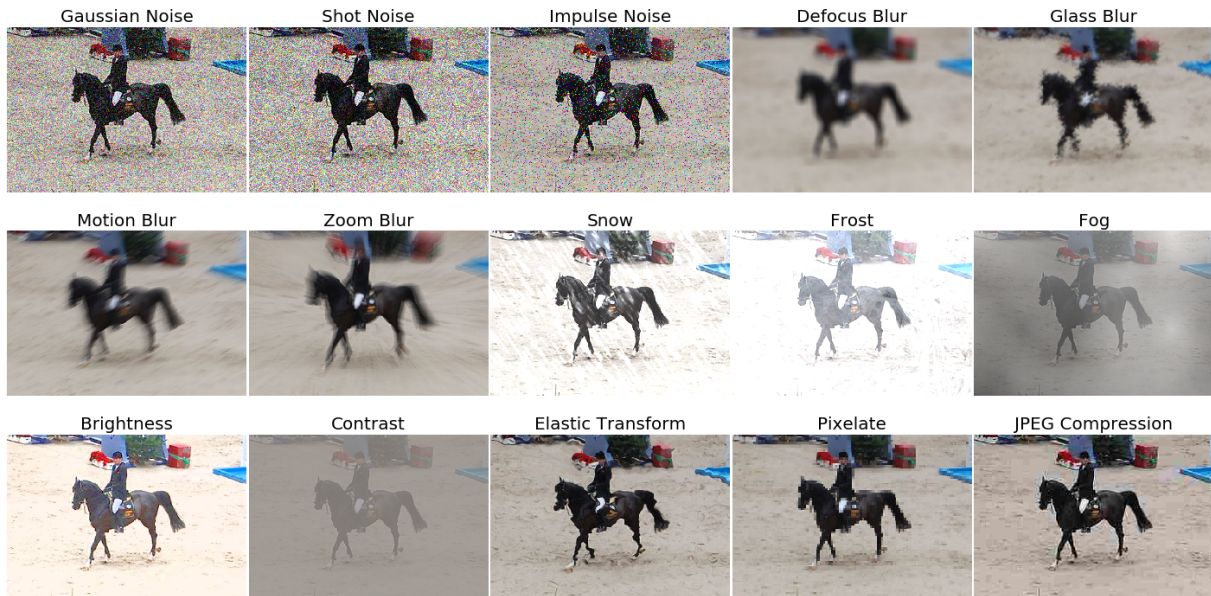 Gaussian Noise
Shot Noise
Impulse Noise
Defocus Blur
Glass Blur
Motion Blur
Zoom Blur
Snow
Frost
Fog
Brightness
Contrast
Elastic Transform
Pixelate
JPEG Compression